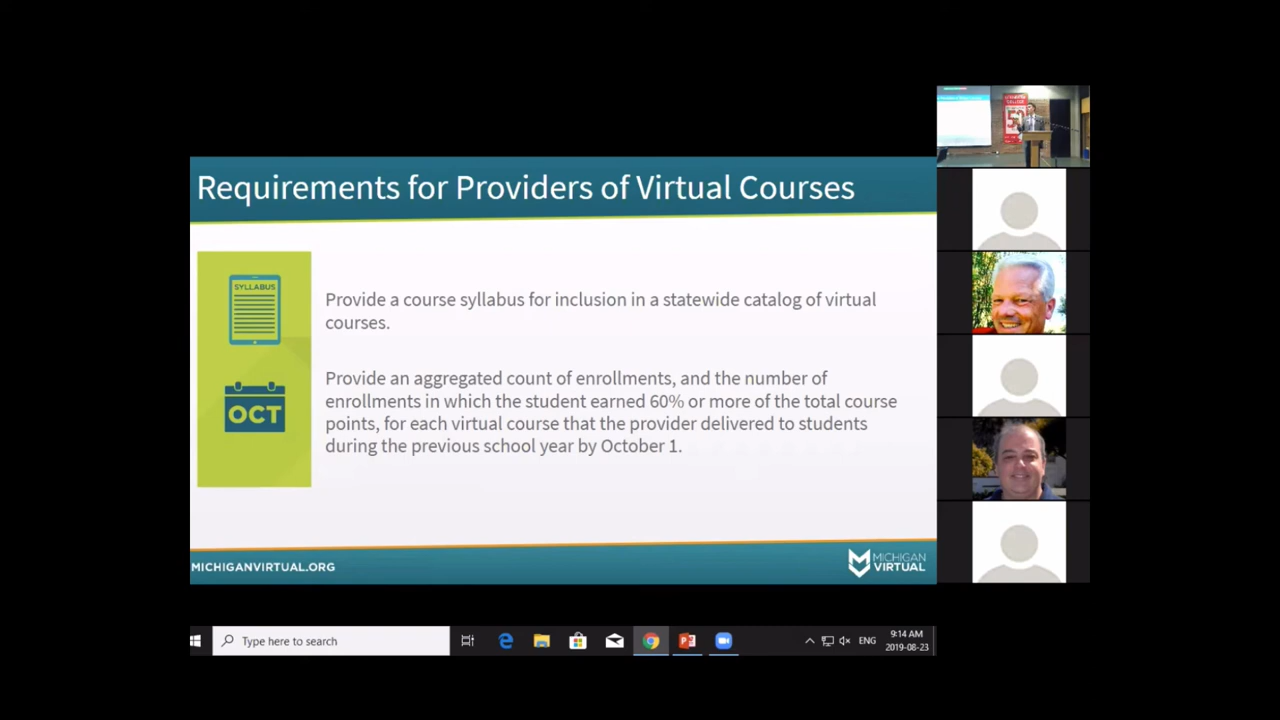 Requirements for Providers of Virtual Courses
SYLLABUS
Provide a course syllabus for inclusion in a statewide catalog of virtual
courses.
OCT
Provide an aggregated count of enrollments, and the number of
enrollments in which the student earned 60% or more of the total course
points, for each virtual course that the provider delivered to students
during the previous school year by October 1.
MICHIGANVIRTUAL.ORG
MICHIGAN
VIRTUAL
Type here to search
ENG
9:14 AM
2019-08-23